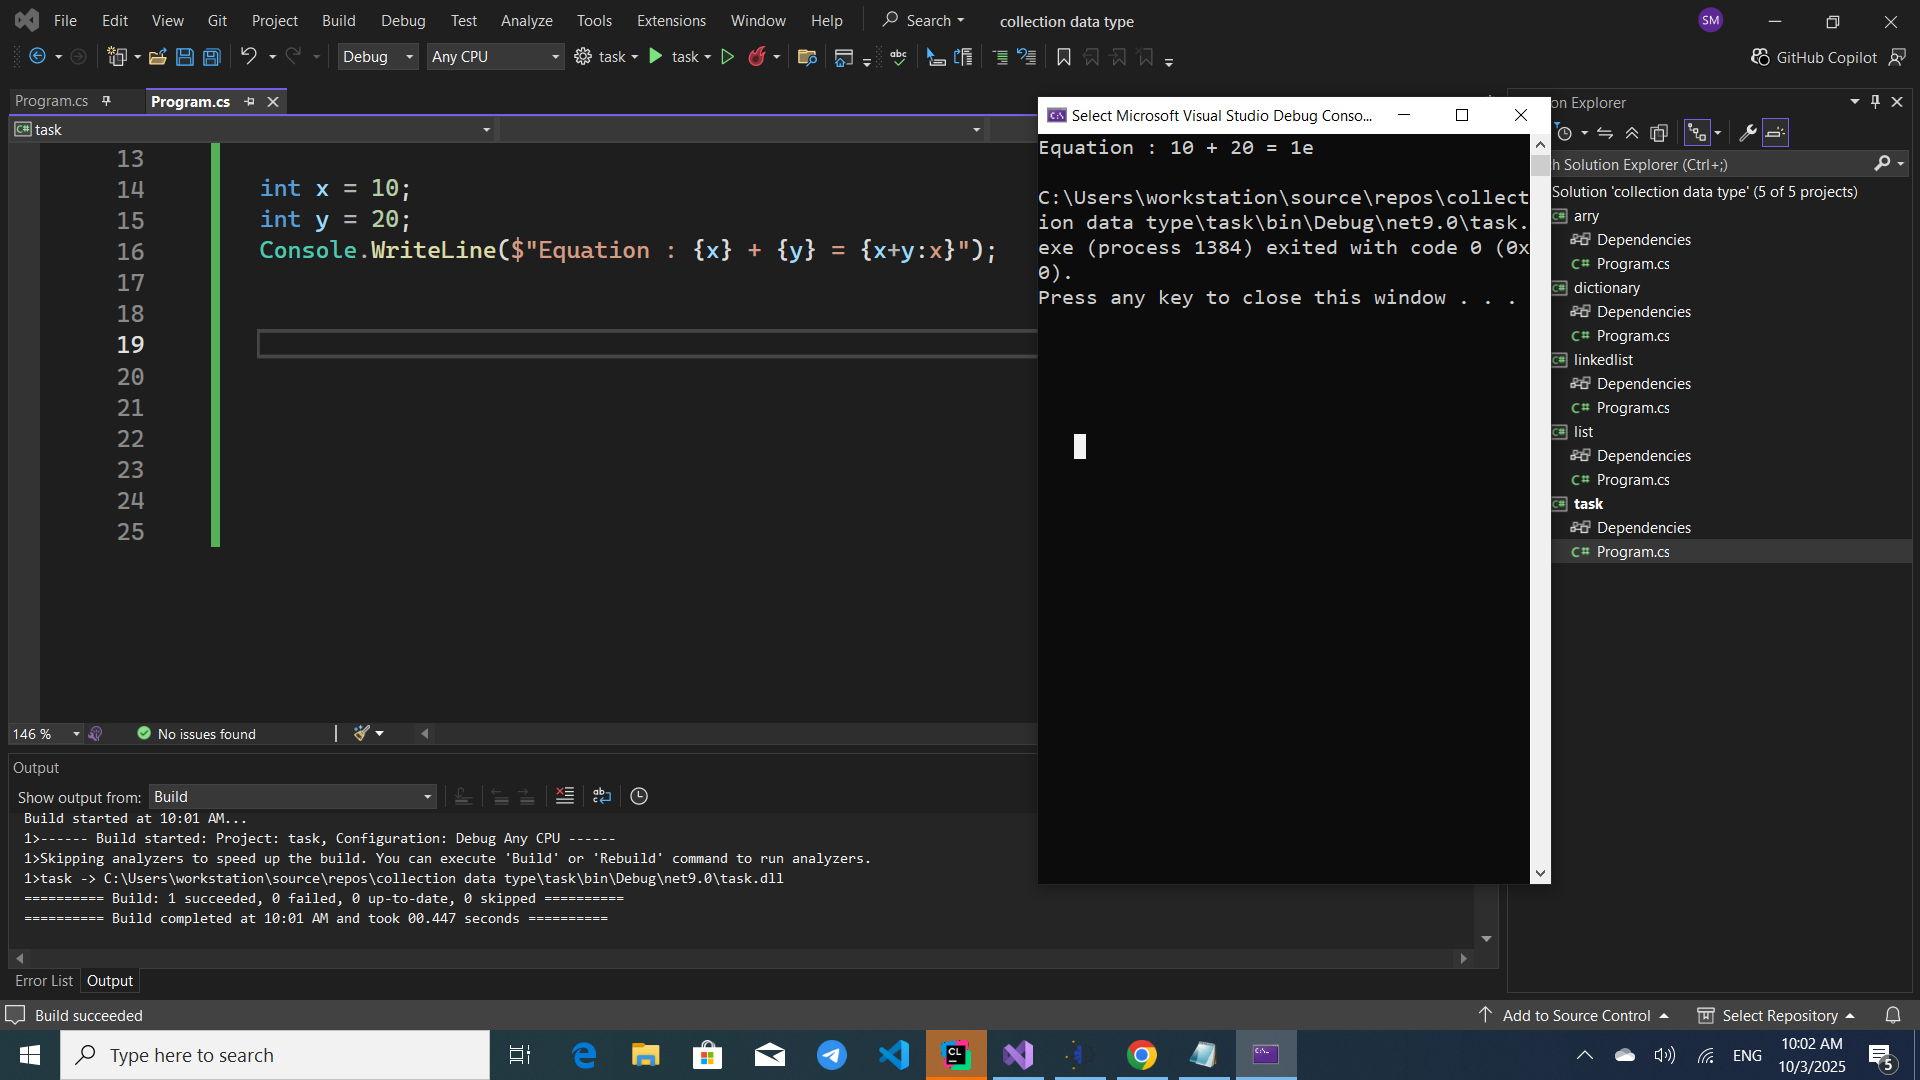 File Edit View Git Project Build Debug Test Analyze Tools Extensions Window Help Search collection data type SM
Debug Any CPU task task GitHub Copilot
Program.cs Program.cs
task
13
14 int x = 10;
15 int y = 20;
16 Console.WriteLine($"Equation : {x} + {y} = {x+y:x}");
17
18
19
20
21
22
23
24
25
146 % No issues found
Select Microsoft Visual Studio Debug Conso...
Equation : 10 + 20 = 1e
C:\Users\workstation\source\repos\collect
ion data type\task\bin\Debug\net9.0\task.
exe (process 1384) exited with code 0 (0x
0).
Press any key to close this window . . .
on Explorer
h Solution Explorer (Ctrl+;)
Solution 'collection data type' (5 of 5 projects)
C# arry
Dependencies
C# Program.cs
C# dictionary
Dependencies
C# Program.cs
C# linkedlist
Dependencies
C# Program.cs
C# list
Dependencies
C# Program.cs
C# task
Dependencies
C# Program.cs
Output
Show output from: Build
Build started at 10:01 AM...
1>------ Build started: Project: task, Configuration: Debug Any CPU ------
1>Skipping analyzers to speed up the build. You can execute 'Build' or 'Rebuild' command to run analyzers.
1>task -> C:\Users\workstation\source\repos\collection data type\task\bin\Debug\net9.0\task.dll
========== Build: 1 succeeded, 0 failed, 0 up-to-date, 0 skipped ==========
========== Build completed at 10:01 AM and took 00.447 seconds ==========
Error List Output
Build succeeded Add to Source Control Select Repository
Type here to search CL ENG 10:02 AM
10/3/2025 5